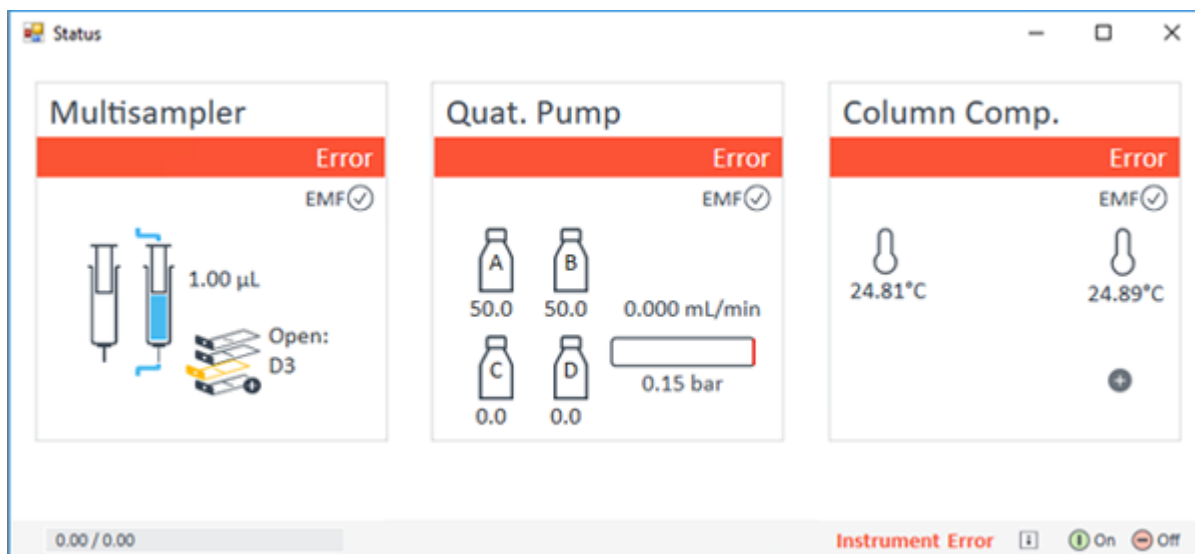 Status
Multisampler
Error
EMF
1.00 µL
Open:
D3
Quat. Pump
Error
EMF
A B
50.0 50.0 0.000 mL/min
C D
0.15 bar
0.0 0.0
Column Comp.
Error
EMF
24.81°C 24.89°C
0.00 / 0.00 Instrument Error On Off